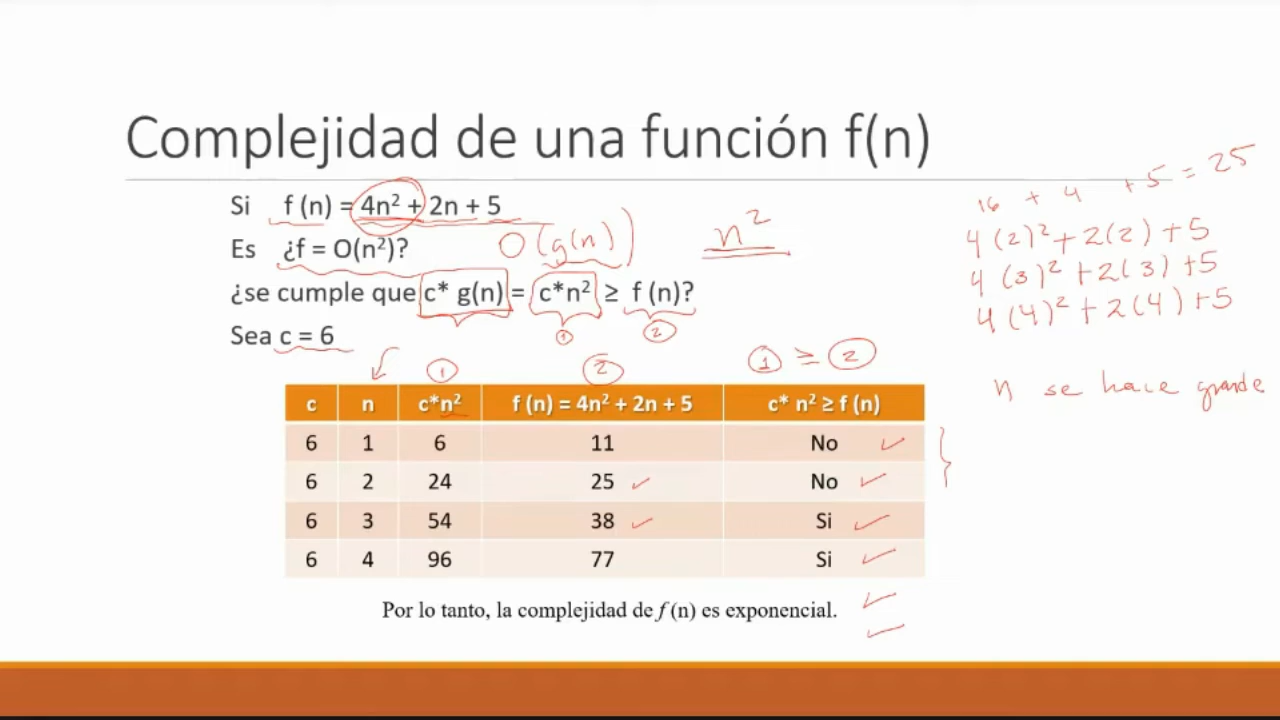 Complejidad de una función f(n)
Si f (n) = 4n² + 2n + 5
Es ¿f = O(n²)? O(g(n)) n²
¿se cumple que c* g(n) = c*n² ≥ f (n)?
1 2
Sea c = 6
16 + 4 + 5 = 25
4(2)² + 2(2) + 5
4(3)² + 2(3) + 5
4(4)² + 2(4) + 5
n se hace grande
1 2 1 ≥ 2
c n c*n² f (n) = 4n² + 2n + 5 c* n² ≥ f (n)
6 1 6 11 No
6 2 24 25 No
6 3 54 38 Si
6 4 96 77 Si
Por lo tanto, la complejidad de f (n) es exponencial.